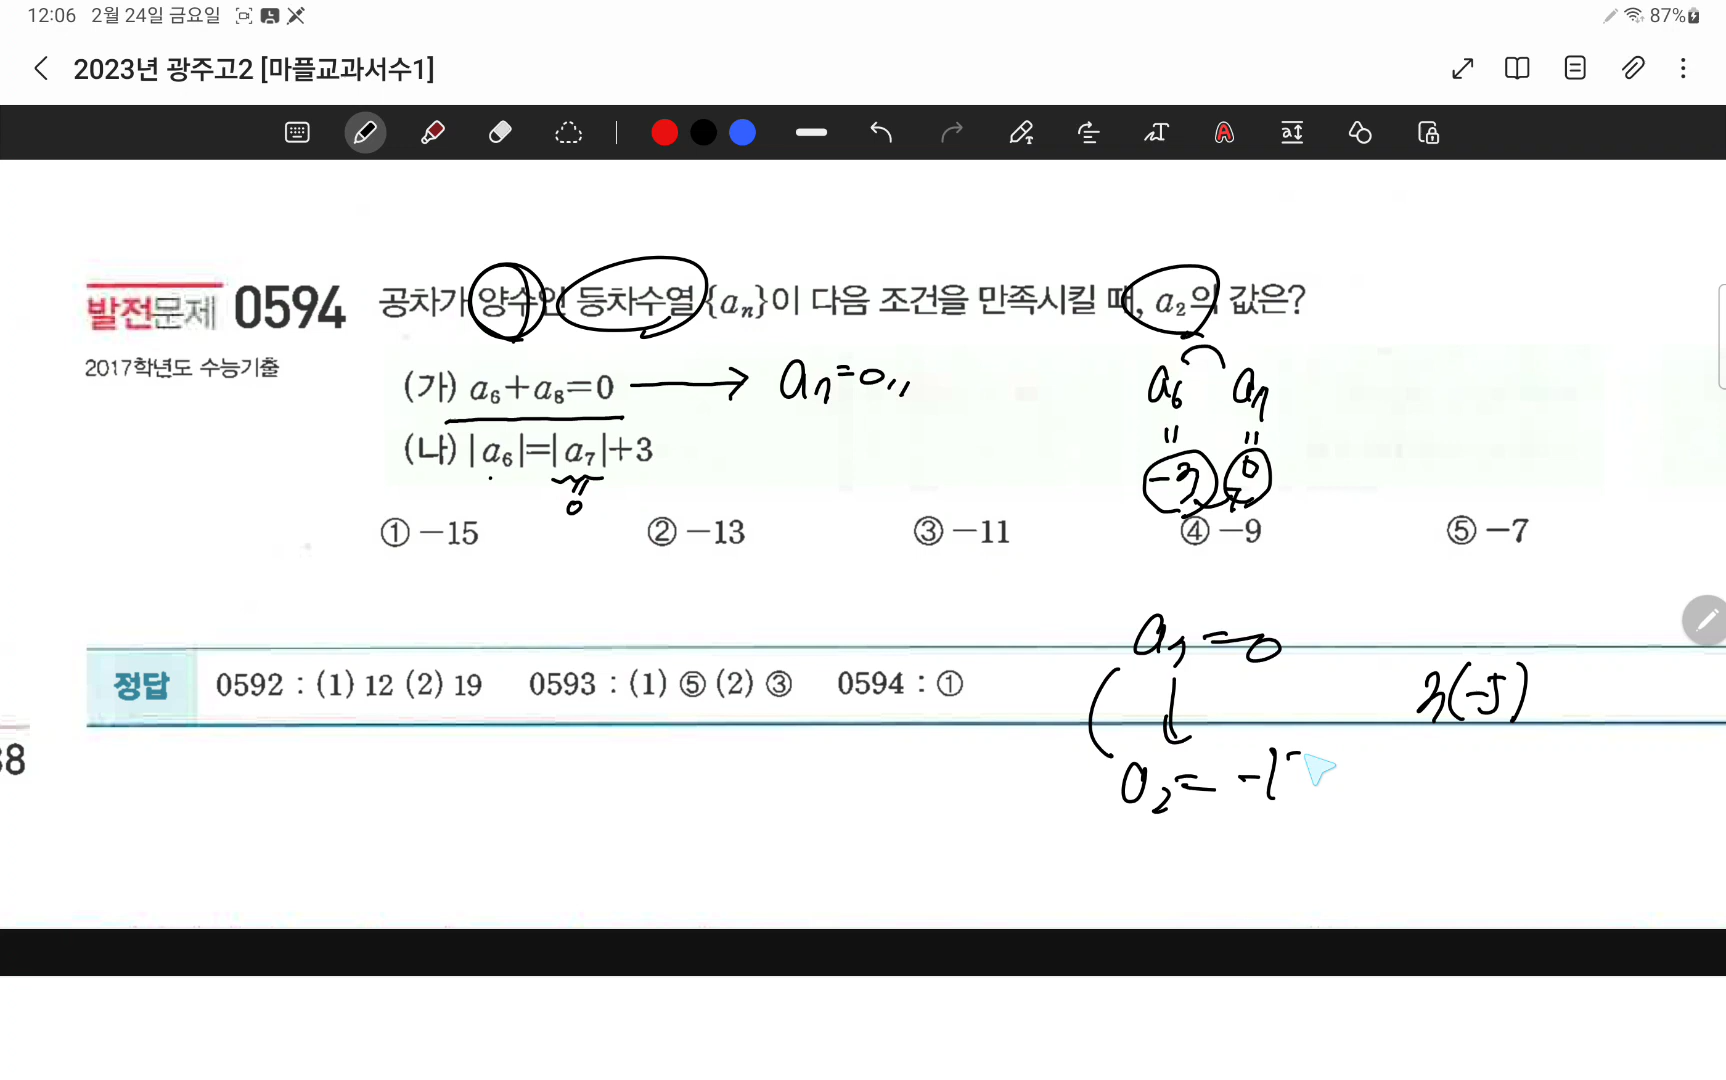 12:06 2월 24일 금요일 87%
2023년 광주고2 [마플교과서수1]
발전문제 0594 공차가 양수인 등차수열 {aₙ}이 다음 조건을 만족시킬 때, a₂의 값은?
2017학년도 수능기출
(가) a₆+a₈=0 → a₇=0
a₆ a₇
(나) |a₆|=|a₇|+3
= =
0 -3 0
① −15 ② −13 ③ −11 ④ −9 ⑤ −7
a₇=0
정답 0592 : (1) 12 (2) 19 0593 : (1) ⑤ (2) ③ 0594 : ①
3(-5)
a₂=-1